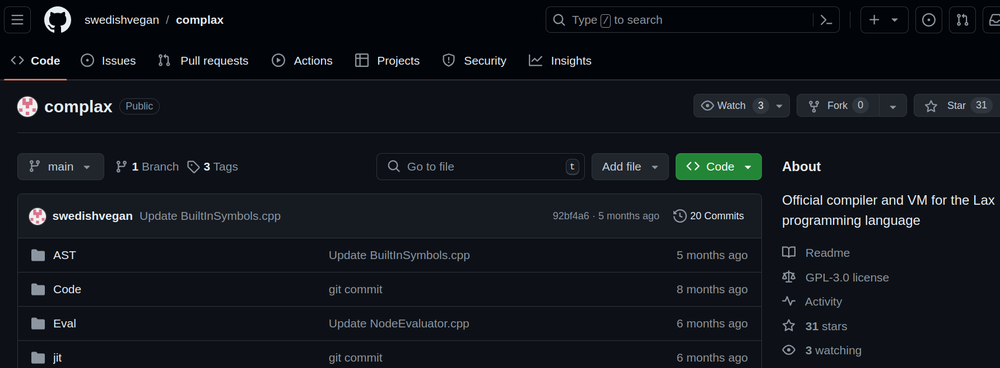 swedishvegan / complax Type / to search
Code Issues Pull requests Actions Projects Security Insights
complax Public Watch 3 Fork 0 Star 31
main 1 Branch 3 Tags Go to file t Add file Code
swedishvegan Update BuiltInSymbols.cpp 92bf4a6 · 5 months ago 20 Commits
AST Update BuiltInSymbols.cpp 5 months ago
Code git commit 8 months ago
Eval Update NodeEvaluator.cpp 6 months ago
jit git commit 6 months ago
About
Official compiler and VM for the Lax
programming language
Readme
GPL-3.0 license
Activity
31 stars
3 watching